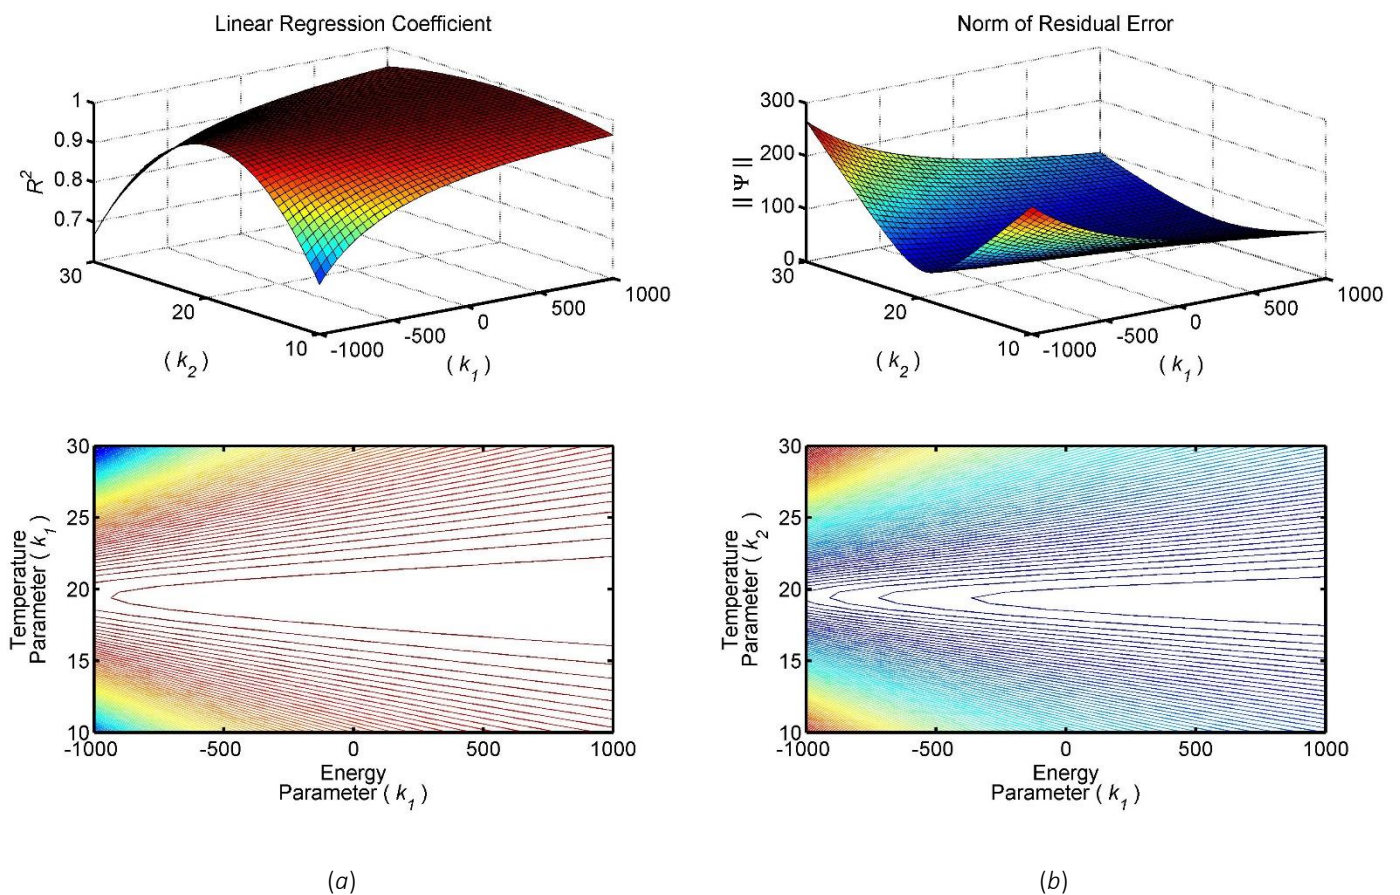 Linear Regression Coefficient
1
0.9
0.8
0.7
R²
30
20
10
( k₂ )
-1000
-500
0
500
1000
( k₁ )
Norm of Residual Error
300
200
100
0
|| Ψ ||
30
20
10
( k₂ )
-1000
-500
0
500
1000
( k₁ )
30
25
20
15
10
Temperature
Parameter ( k₁ )
-1000
-500
0
500
1000
Energy
Parameter ( k₁ )
30
25
20
15
10
Temperature
Parameter ( k₂ )
-1000
-500
0
500
1000
Energy
Parameter ( k₁ )
(a)
(b)